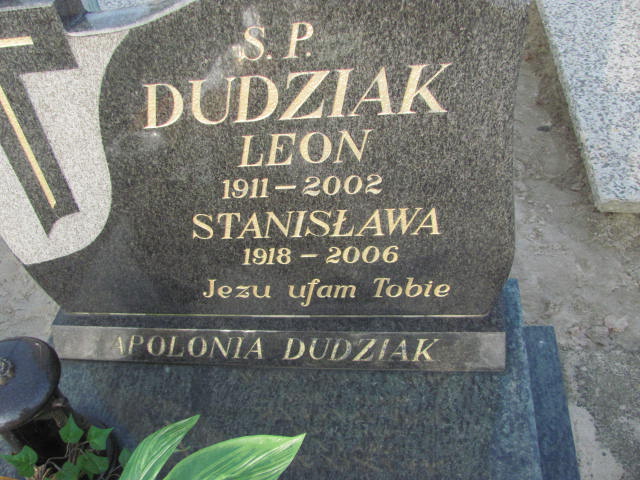 S. P.
DUDZIAK
LEON
1911 – 2002
STANISŁAWA
1918 – 2006
Jezu ufam Tobie
APOLONIA DUDZIAK